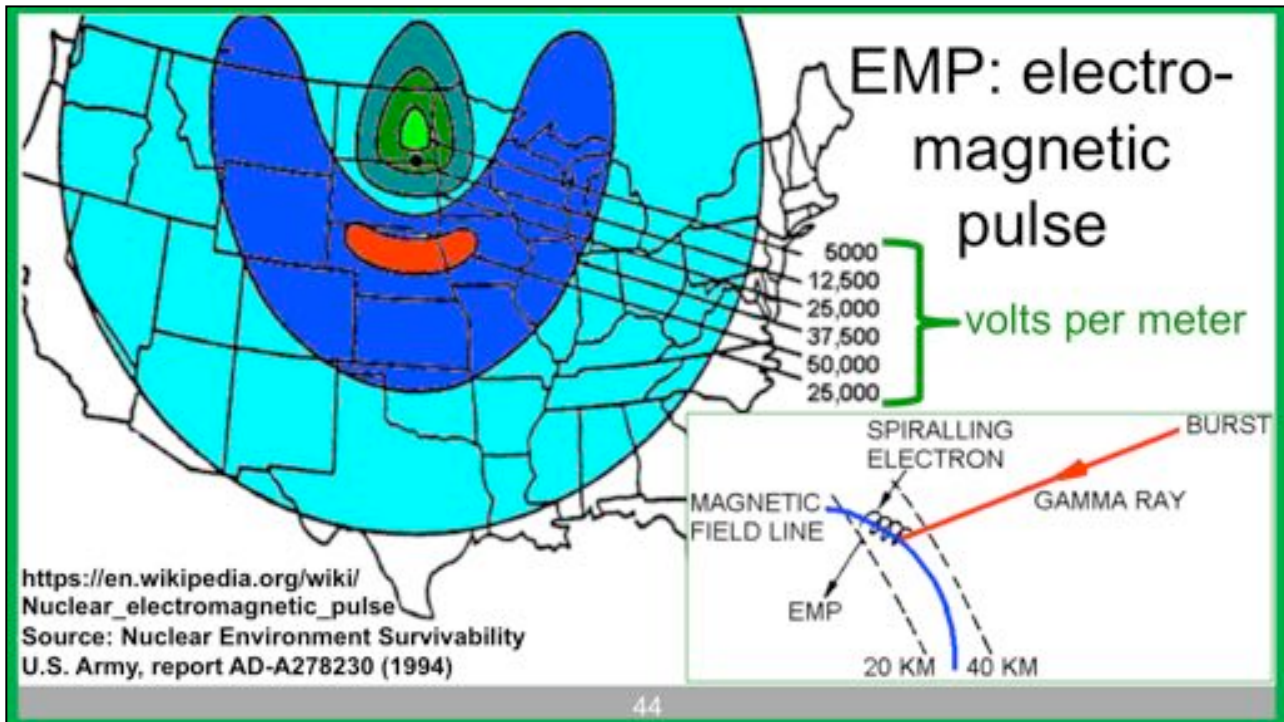 EMP: electro-
magnetic
pulse
5000
12,500
25,000
37,500
50,000
25,000
volts per meter
BURST
SPIRALLING
ELECTRON
GAMMA RAY
MAGNETIC
FIELD LINE
EMP
20 KM
40 KM
https://en.wikipedia.org/wiki/
Nuclear_electromagnetic_pulse
Source: Nuclear Environment Survivability
U.S. Army, report AD-A278230 (1994)
44